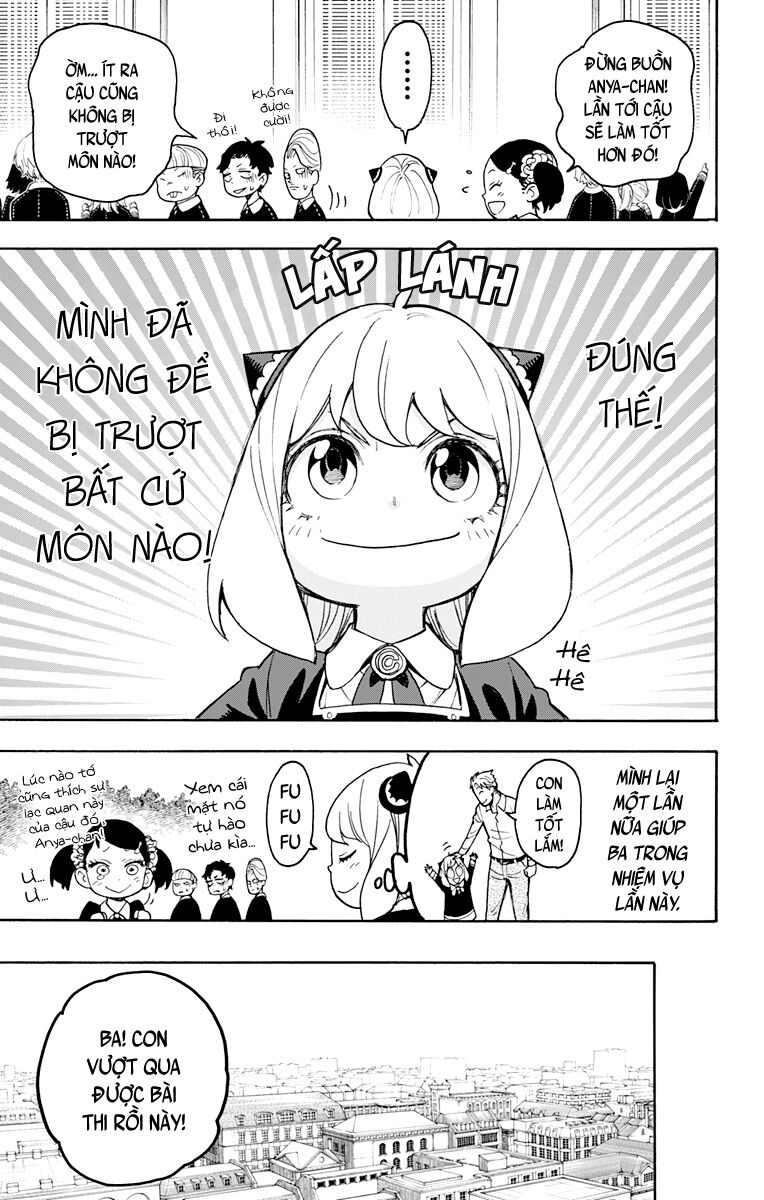 ĐỪNG BUỒN
ANYA-CHAN!
LẦN TỚI CẬU
SẼ LÀM TỐT
HƠN ĐÓ!
......
Không
được
cười!
Đi
thôi!
ỜM... ÍT RA
CẬU CŨNG
KHÔNG BỊ
TRƯỢT
MÔN NÀO!
LẤP LÁNH
ĐÚNG
THẾ!
MÌNH ĐÃ
KHÔNG ĐỂ
BỊ TRƯỢT
BẤT CỨ
MÔN NÀO!
Hê
Hê
MÌNH LẠI
MỘT LẦN
NỮA GIÚP
BA TRONG
NHIỆM VỤ
LẦN NÀY.
CON
LÀM
TỐT
LẮM!
FU
FU
FU
Xem cái
mặt nó
tự hào
chưa kìa...
Lúc nào tớ
cũng thích sự
lạc quan này
của cậu đó,
Anya-chan!
Ư...
Ư...
BA! CON
VƯỢT QUA
ĐƯỢC BÀI
THI RỒI NÀY!